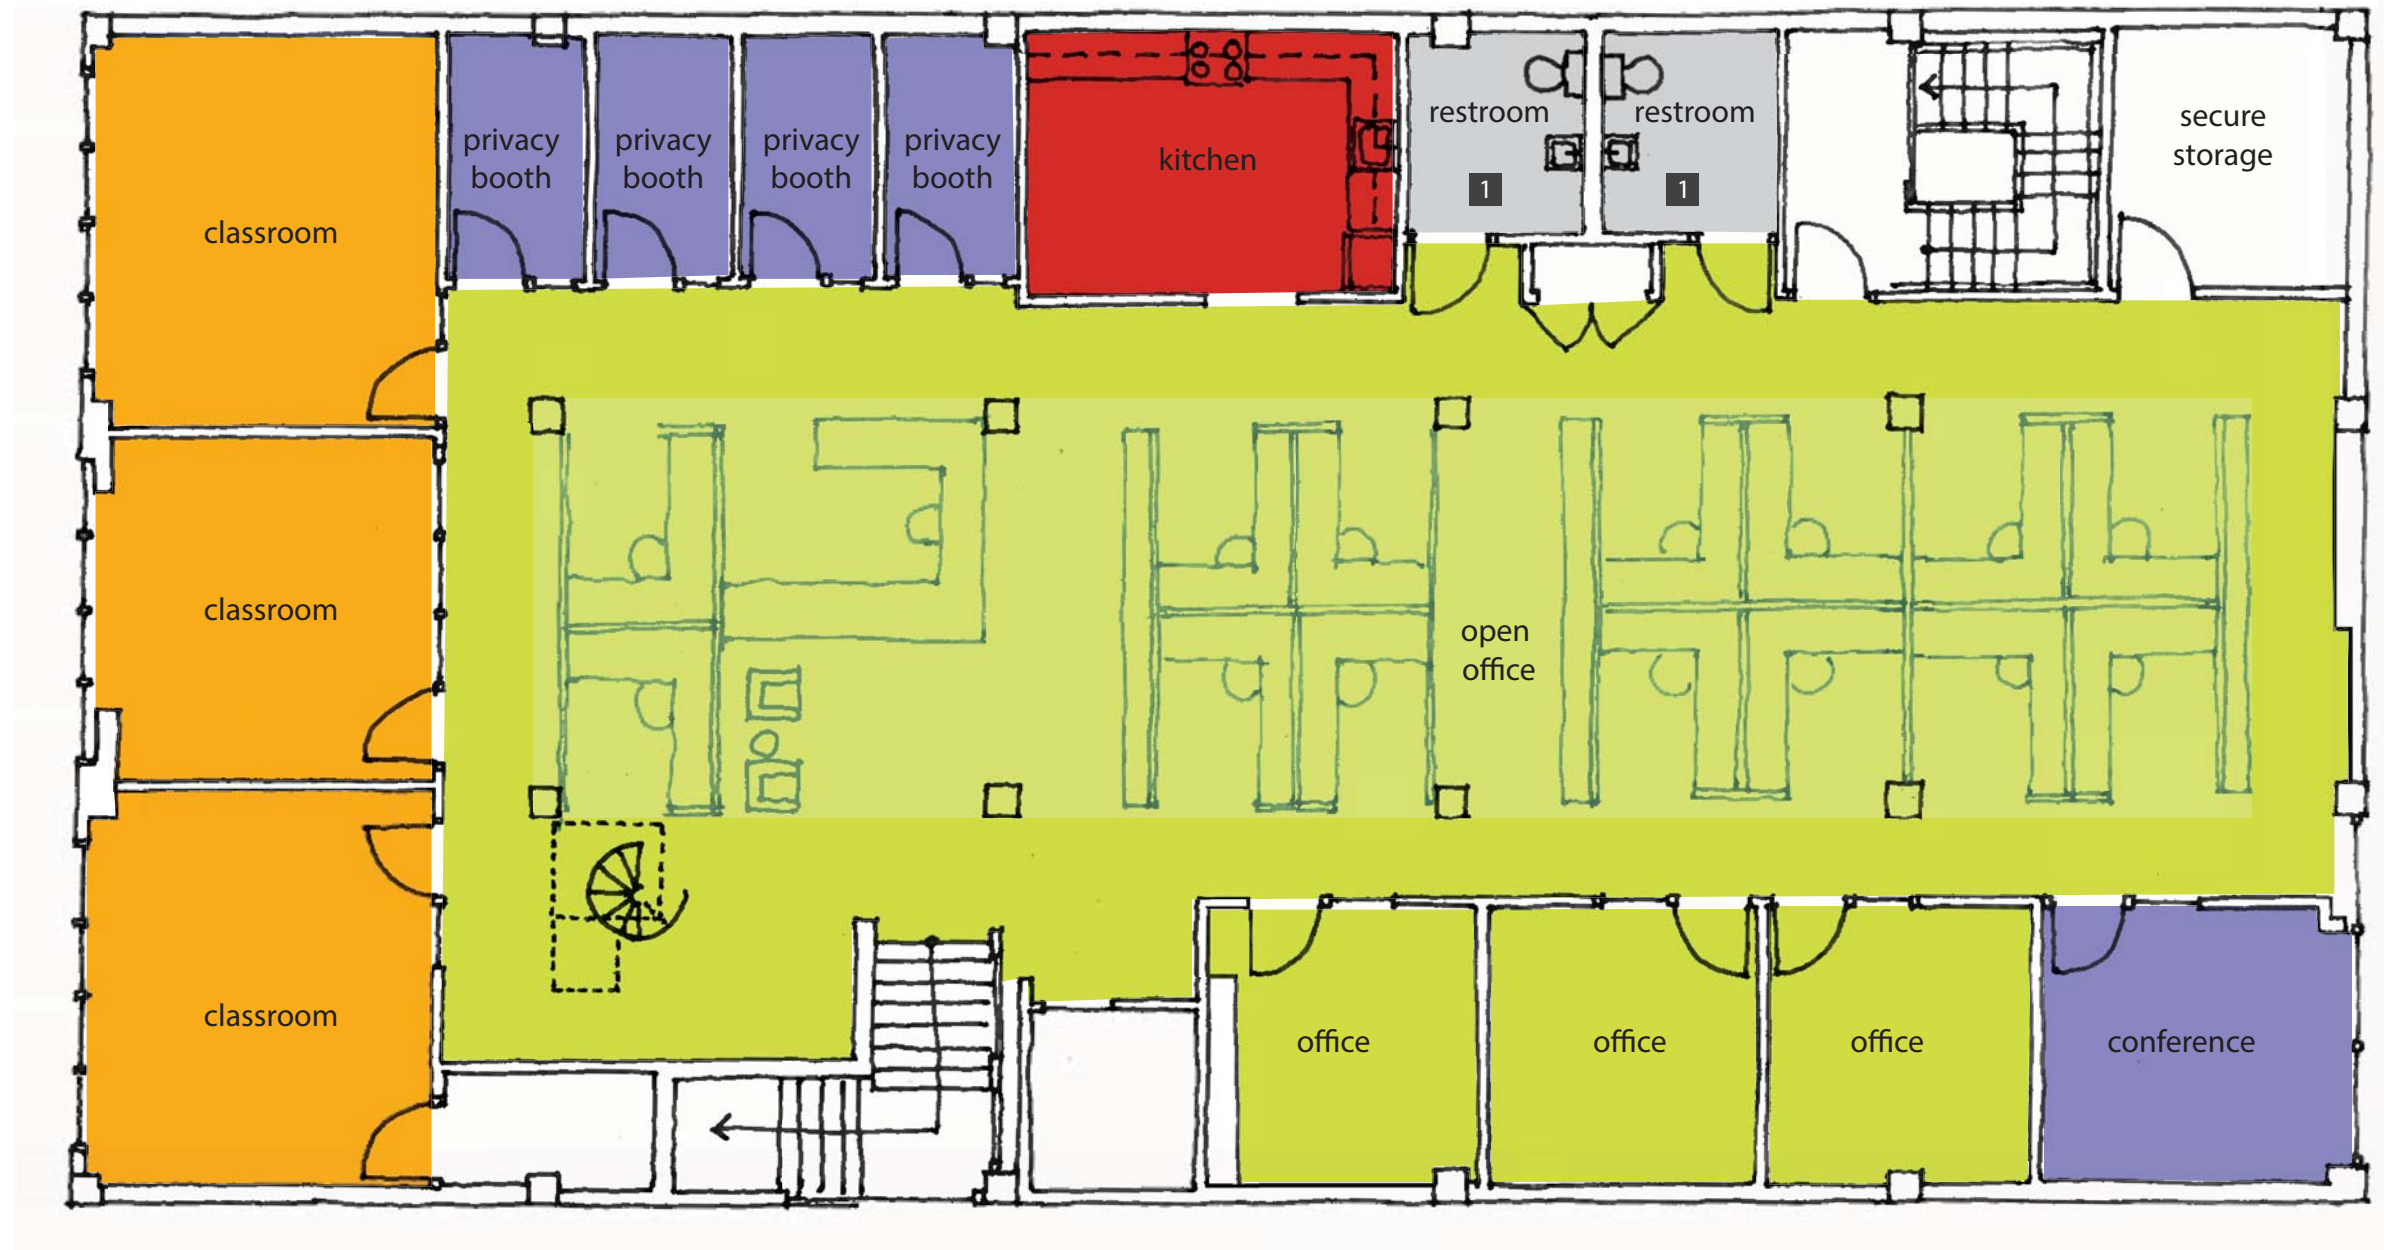 privacy
booth
privacy
booth
privacy
booth
privacy
booth
kitchen
restroom
1
restroom
1
secure
storage
classroom
classroom
open
office
classroom
office
office
office
conference